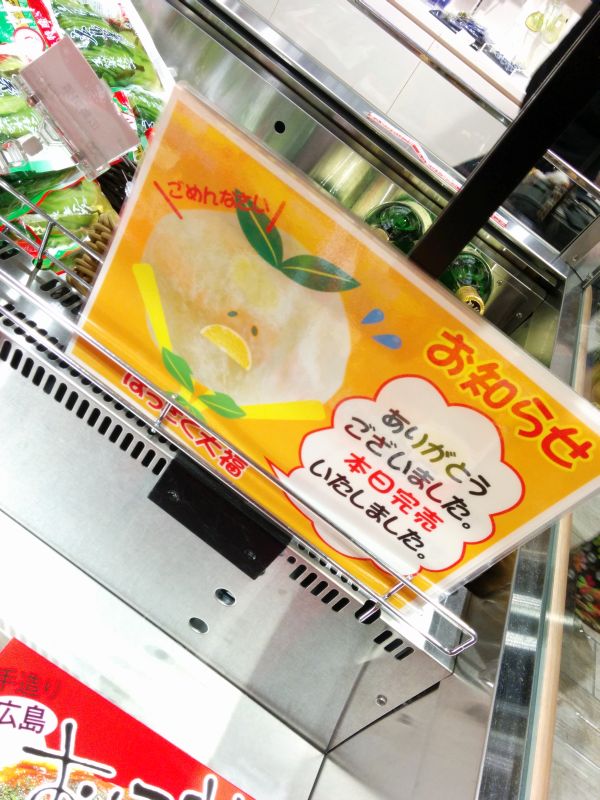 ごめんなさい
お知らせ
ありがとう
ございました。
本日完売
いたしました。
はっさく大福
手造り
広島